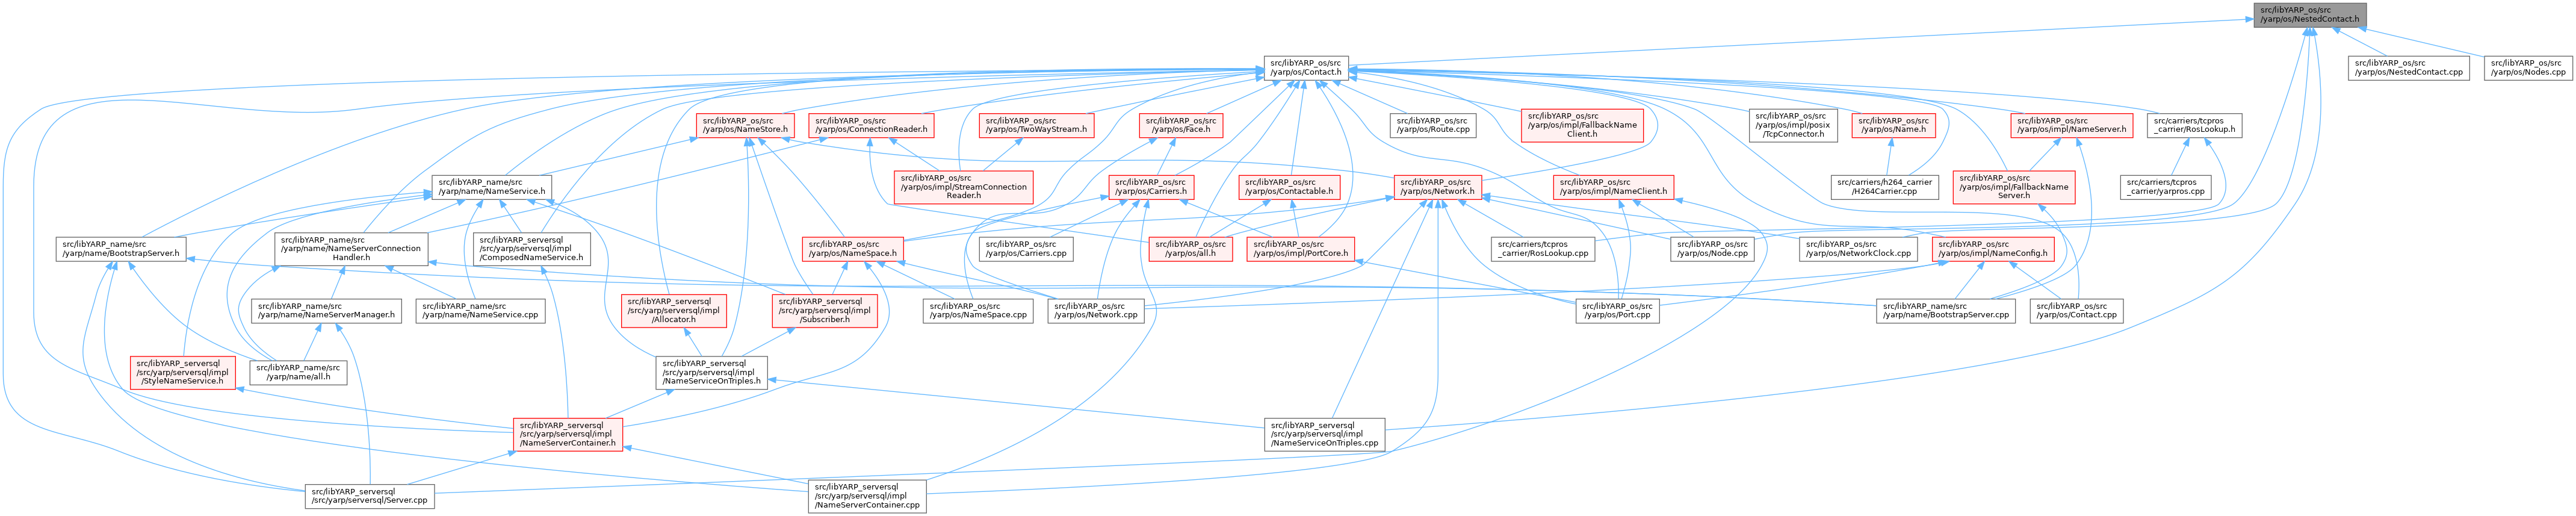 src/libYARP_os/src
/yarp/os/NestedContact.h
src/libYARP_os/src
/yarp/os/Contact.h
src/libYARP_os/src
/yarp/os/NestedContact.cpp
src/libYARP_os/src
/yarp/os/Nodes.cpp
src/libYARP_os/src
/yarp/os/NameStore.h
src/libYARP_os/src
/yarp/os/ConnectionReader.h
src/libYARP_os/src
/yarp/os/TwoWayStream.h
src/libYARP_os/src
/yarp/os/Face.h
src/libYARP_os/src
/yarp/os/Route.cpp
src/libYARP_os/src
/yarp/os/impl/FallbackName
Client.h
src/libYARP_os/src
/yarp/os/impl/posix
/TcpConnector.h
src/libYARP_os/src
/yarp/os/Name.h
src/libYARP_os/src
/yarp/os/impl/NameServer.h
src/carriers/tcpros
_carrier/RosLookup.h
src/libYARP_name/src
/yarp/name/NameService.h
src/libYARP_os/src
/yarp/os/impl/StreamConnection
Reader.h
src/libYARP_os/src
/yarp/os/Carriers.h
src/libYARP_os/src
/yarp/os/Contactable.h
src/libYARP_os/src
/yarp/os/Network.h
src/libYARP_os/src
/yarp/os/impl/NameClient.h
src/carriers/h264_carrier
/H264Carrier.cpp
src/libYARP_os/src
/yarp/os/impl/FallbackName
Server.h
src/carriers/tcpros
_carrier/yarpros.cpp
src/libYARP_name/src
/yarp/name/BootstrapServer.h
src/libYARP_name/src
/yarp/name/NameServerConnection
Handler.h
src/libYARP_serversql
/src/yarp/serversql/impl
/ComposedNameService.h
src/libYARP_os/src
/yarp/os/NameSpace.h
src/libYARP_os/src
/yarp/os/Carriers.cpp
src/libYARP_os/src
/yarp/os/all.h
src/libYARP_os/src
/yarp/os/impl/PortCore.h
src/carriers/tcpros
_carrier/RosLookup.cpp
src/libYARP_os/src
/yarp/os/Node.cpp
src/libYARP_os/src
/yarp/os/NetworkClock.cpp
src/libYARP_os/src
/yarp/os/impl/NameConfig.h
src/libYARP_name/src
/yarp/name/NameServerManager.h
src/libYARP_name/src
/yarp/name/NameService.cpp
src/libYARP_serversql
/src/yarp/serversql/impl
/Allocator.h
src/libYARP_serversql
/src/yarp/serversql/impl
/Subscriber.h
src/libYARP_os/src
/yarp/os/NameSpace.cpp
src/libYARP_os/src
/yarp/os/Network.cpp
src/libYARP_os/src
/yarp/os/Port.cpp
src/libYARP_name/src
/yarp/name/BootstrapServer.cpp
src/libYARP_os/src
/yarp/os/Contact.cpp
src/libYARP_serversql
/src/yarp/serversql/impl
/StyleNameService.h
src/libYARP_name/src
/yarp/name/all.h
src/libYARP_serversql
/src/yarp/serversql/impl
/NameServiceOnTriples.h
src/libYARP_serversql
/src/yarp/serversql/impl
/NameServerContainer.h
src/libYARP_serversql
/src/yarp/serversql/impl
/NameServiceOnTriples.cpp
src/libYARP_serversql
/src/yarp/serversql/Server.cpp
src/libYARP_serversql
/src/yarp/serversql/impl
/NameServerContainer.cpp